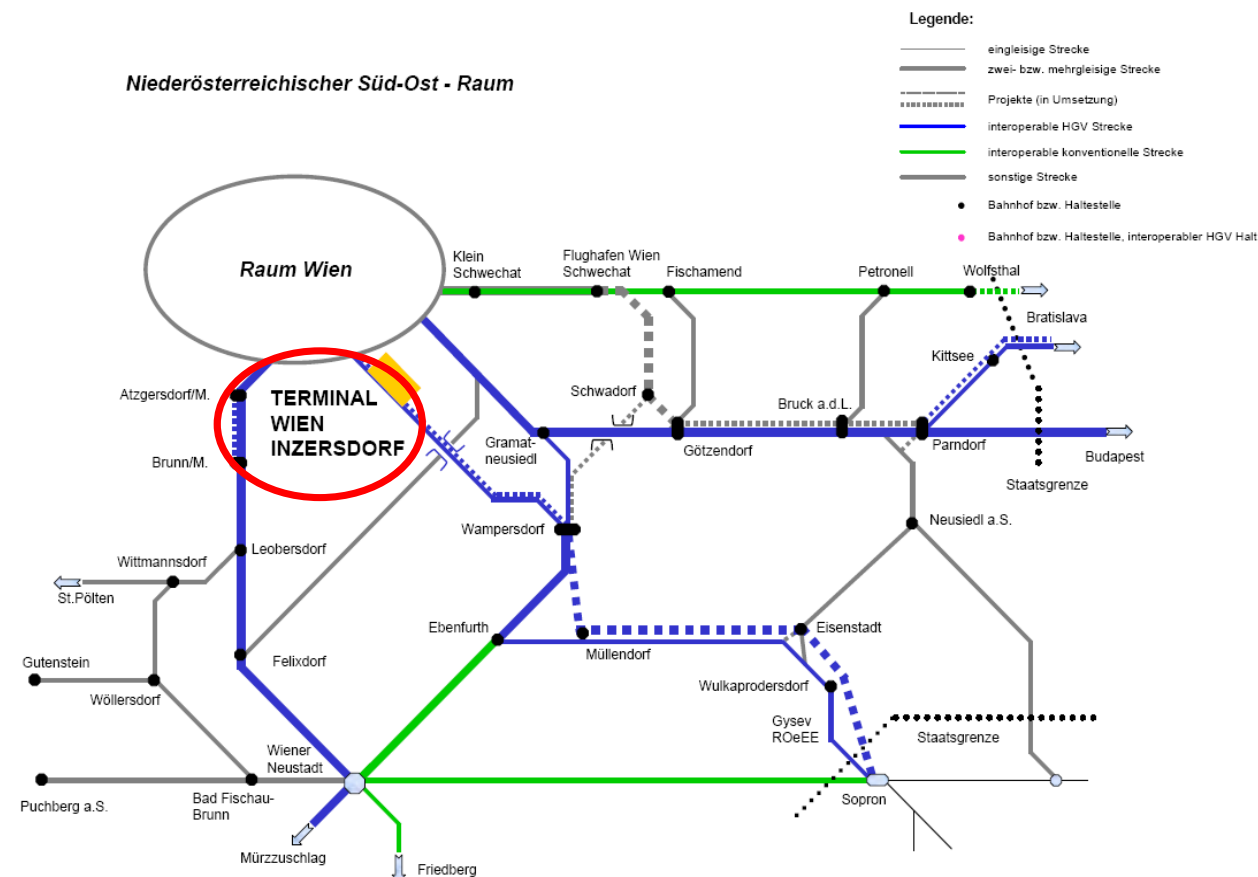 Legende:
eingleisige Strecke
zwei- bzw. mehrgleisige Strecke
Projekte (in Umsetzung)
interoperable HGV Strecke
interoperable konventionelle Strecke
sonstige Strecke
Bahnhof bzw. Haltestelle
Bahnhof bzw. Haltestelle, interoperabler HGV Halt
Niederösterreichischer Süd-Ost - Raum
Raum Wien
Klein
Schwechat
Flughafen Wien
Schwechat
Fischamend
Petronell
Wolfsthal
Bratislava
Kittsee
Atzgersdorf/M.
TERMINAL
WIEN
INZERSDORF
Brunn/M.
Schwadorf
Bruck a.d.L.
Gramat-
neusiedl
Götzendorf
Parndorf
Budapest
Staatsgrenze
Wampersdorf
Neusiedl a.S.
Leobersdorf
Wittmannsdorf
St.Pölten
Ebenfurth
Müllendorf
Eisenstadt
Gutenstein
Felixdorf
Wöllersdorf
Wulkaprodersdorf
Gysev
ROeEE
Staatsgrenze
Wiener
Neustadt
Puchberg a.S.
Bad Fischau-
Brunn
Sopron
Mürzzuschlag
Friedberg